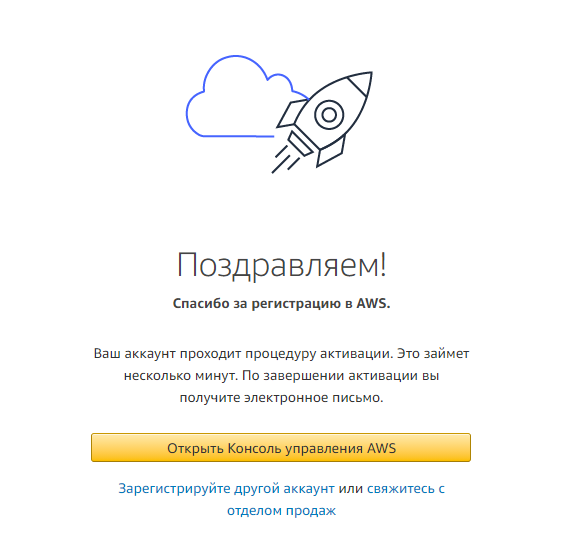 Поздравляем!
Спасибо за регистрацию в AWS.
Ваш аккаунт проходит процедуру активации. Это займет
несколько минут. По завершении активации вы
получите электронное письмо.
Открыть Консоль управления AWS
Зарегистрируйте другой аккаунт или свяжитесь с
отделом продаж